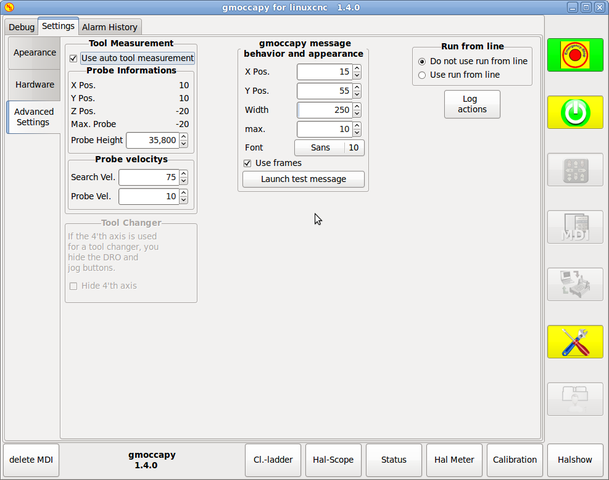 gmoccapy for linuxcnc 1.4.0
Debug Settings Alarm History
Apearance
Hardware
Advanced
Settings
Tool Measurement
Use auto tool measurement
Probe Informations
X Pos. 10
Y Pos. 10
Z Pos. -20
Max. Probe -20
Probe Height 35,800
Probe velocitys
Search Vel. 75
Probe Vel. 10
Tool Changer
If the 4'th axis is used
for a tool changer, you
hide the DRO and
jog buttons.
Hide 4'th axis
gmoccapy message
behavior and appearance
X Pos. 15
Y Pos. 55
Width 250
max. 10
Font Sans 10
Use frames
Launch test message
Run from line
Do not use run from line
Use run from line
Log
actions
MDI
delete MDI
gmoccapy
1.4.0
Cl.-ladder
Hal-Scope
Status
Hal Meter
Calibration
Halshow